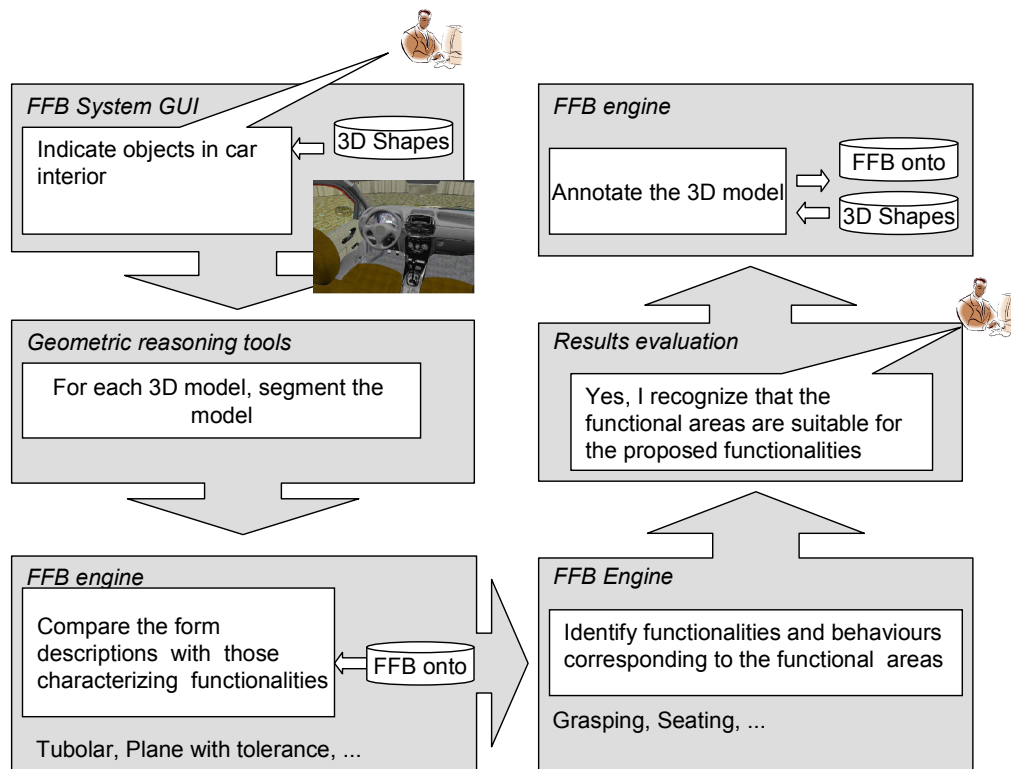 FFB System GUI
Indicate objects in car
interior
3D Shapes
Geometric reasoning tools
For each 3D model, segment the
model
FFB engine
Compare the form
descriptions with those
characterizing functionalities
FFB onto
Tubolar, Plane with tolerance, ...
FFB Engine
Identify functionalities and behaviours
corresponding to the functional areas
Grasping, Seating, ...
Results evaluation
Yes, I recognize that the
functional areas are suitable for
the proposed functionalities
FFB engine
Annotate the 3D model
FFB onto
3D Shapes